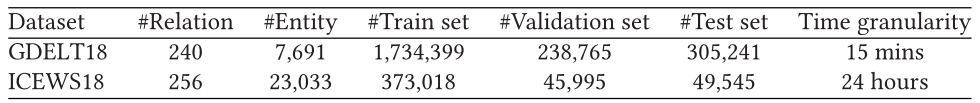 Dataset #Relation #Entity #Train set #Validation set #Test set Time granularity
GDELT18 240 7,691 1,734,399 238,765 305,241 15 mins
ICEWS18 256 23,033 373,018 45,995 49,545 24 hours